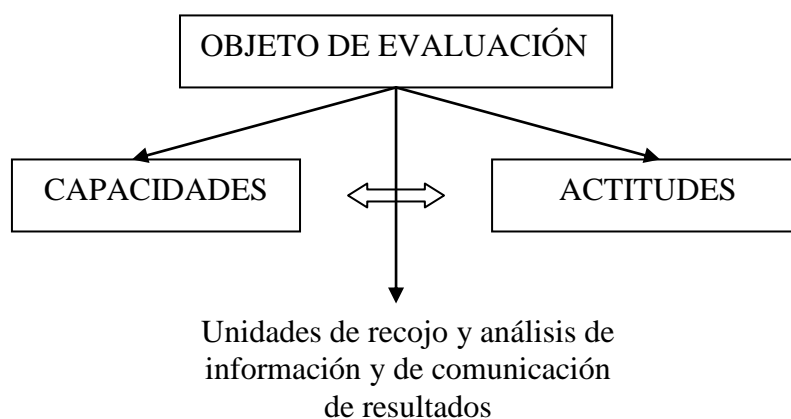 OBJETO DE EVALUACIÓN
CAPACIDADES
ACTITUDES
Unidades de recojo y análisis de
información y de comunicación
de resultados